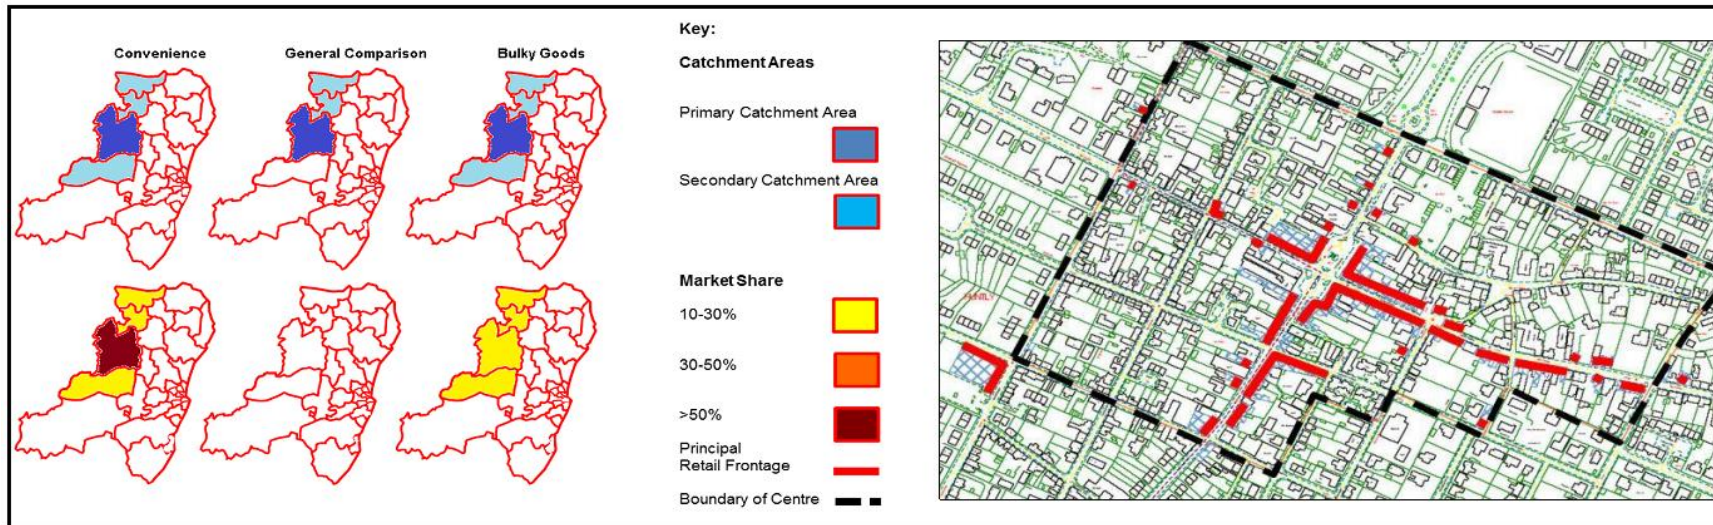 Convenience
General Comparison
Bulky Goods
Key:
Catchment Areas
Primary Catchment Area
Secondary Catchment Area
Market Share
10-30%
30-50%
>50%
Principal
Retail Frontage
Boundary of Centre
HUNTLY